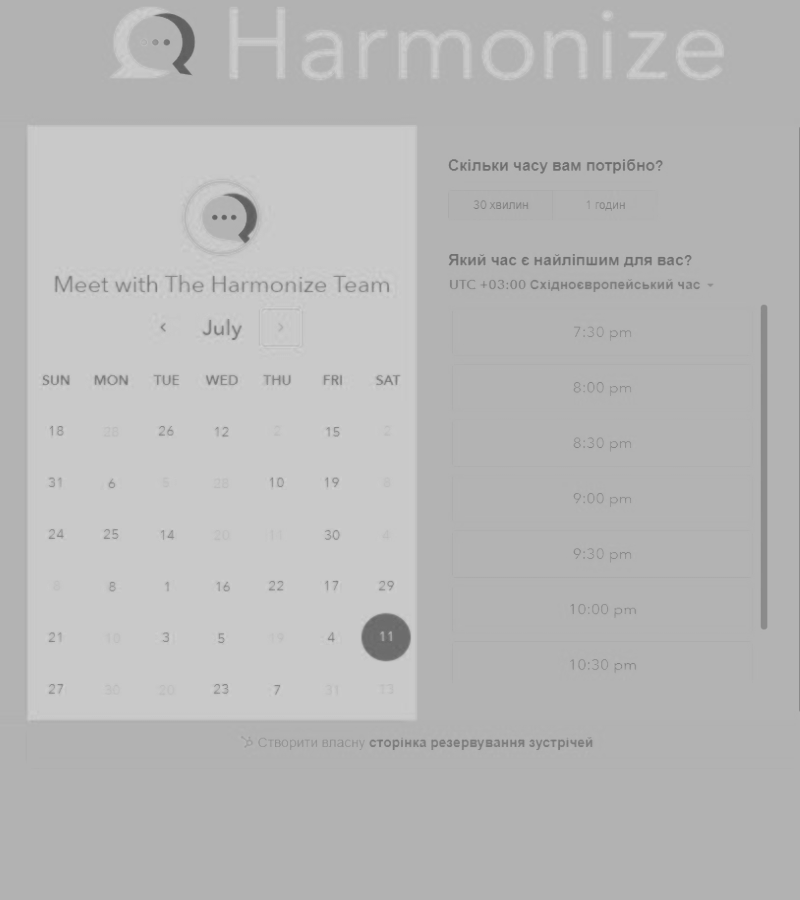 Harmonize
Meet with The Harmonize Team
July
SUN MON TUE WED THU FRI SAT
18 28 26 12 2 15 2
31 6 5 28 10 19 8
24 25 14 20 11 30 4
8 8 1 16 22 17 29
21 10 3 5 19 4 11
27 30 20 23 7 31 13
Скільки часу вам потрібно?
30 хвилин 1 годин
Який час є найліпшим для вас?
UTC +03:00 Східноєвропейський час
7:30 pm
8:00 pm
8:30 pm
9:00 pm
9:30 pm
10:00 pm
10:30 pm
Створити власну сторінка резервування зустрічей